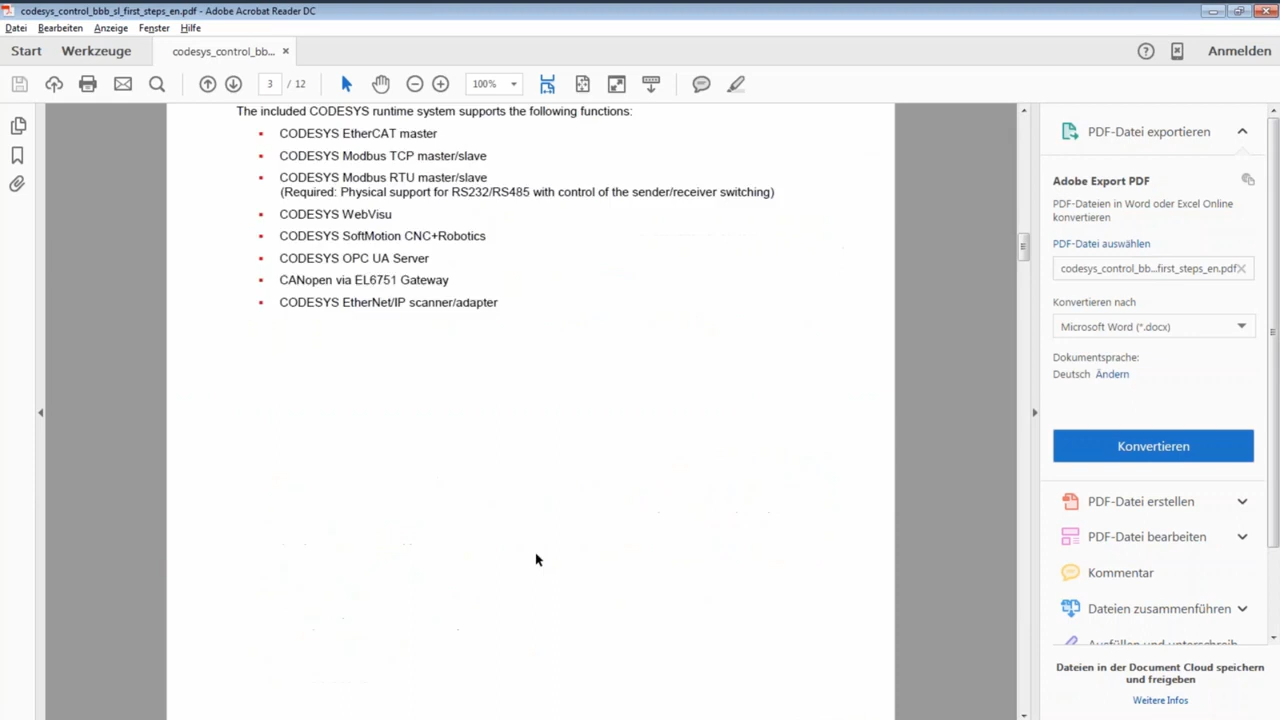 codesys_control_bbb_sl_first_steps_en.pdf - Adobe Acrobat Reader DC
Datei Bearbeiten Anzeige Fenster Hilfe
Start Werkzeuge codesys_control_bb... × Anmelden
3 / 12 100%
The included CODESYS runtime system supports the following functions:
▪ CODESYS EtherCAT master
▪ CODESYS Modbus TCP master/slave
▪ CODESYS Modbus RTU master/slave
(Required: Physical support for RS232/RS485 with control of the sender/receiver switching)
▪ CODESYS WebVisu
▪ CODESYS SoftMotion CNC+Robotics
▪ CODESYS OPC UA Server
▪ CANopen via EL6751 Gateway
▪ CODESYS EtherNet/IP scanner/adapter
PDF-Datei exportieren
Adobe Export PDF
PDF-Dateien in Word oder Excel Online
konvertieren
PDF-Datei auswählen
codesys_control_bb...first_steps_en.pdf
Konvertieren nach
Microsoft Word (*.docx)
Dokumentsprache:
Deutsch Ändern
Konvertieren
PDF-Datei erstellen
PDF-Datei bearbeiten
Kommentar
Dateien zusammenführen
Ausfüllen und unterschreib
Dateien in der Document Cloud speichern
und freigeben
Weitere Infos